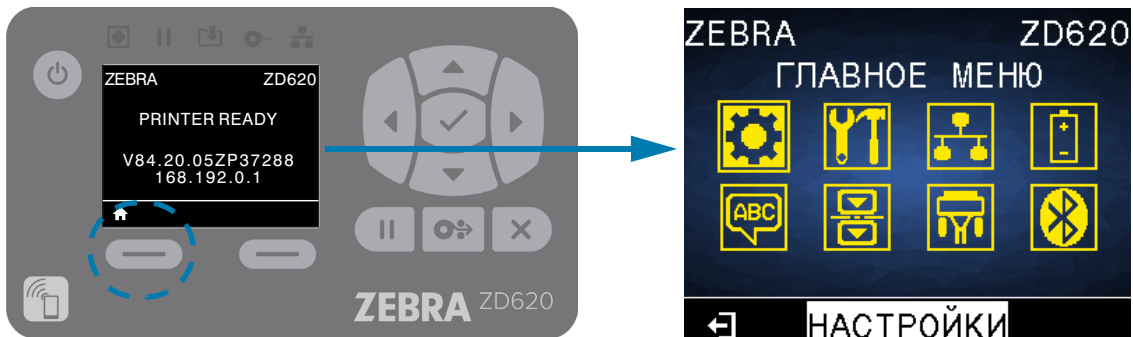 ZEBRA ZD620
PRINTER READY
V84.20.05ZP37288
168.192.0.1
ZEBRA ZD620
ZEBRA ZD620
ГЛАВНОЕ МЕНЮ
ABC
НАСТРОЙКИ